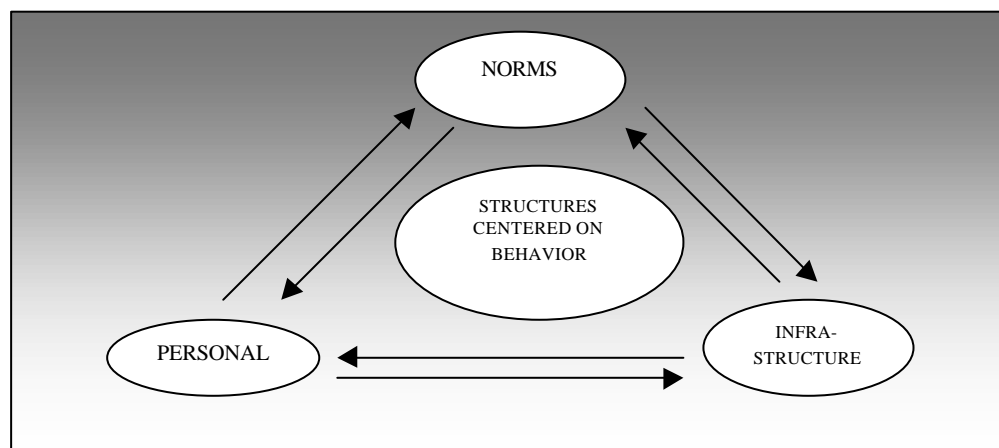 NORMS
STRUCTURES
CENTERED ON
BEHAVIOR
PERSONAL
INFRA-
STRUCTURE